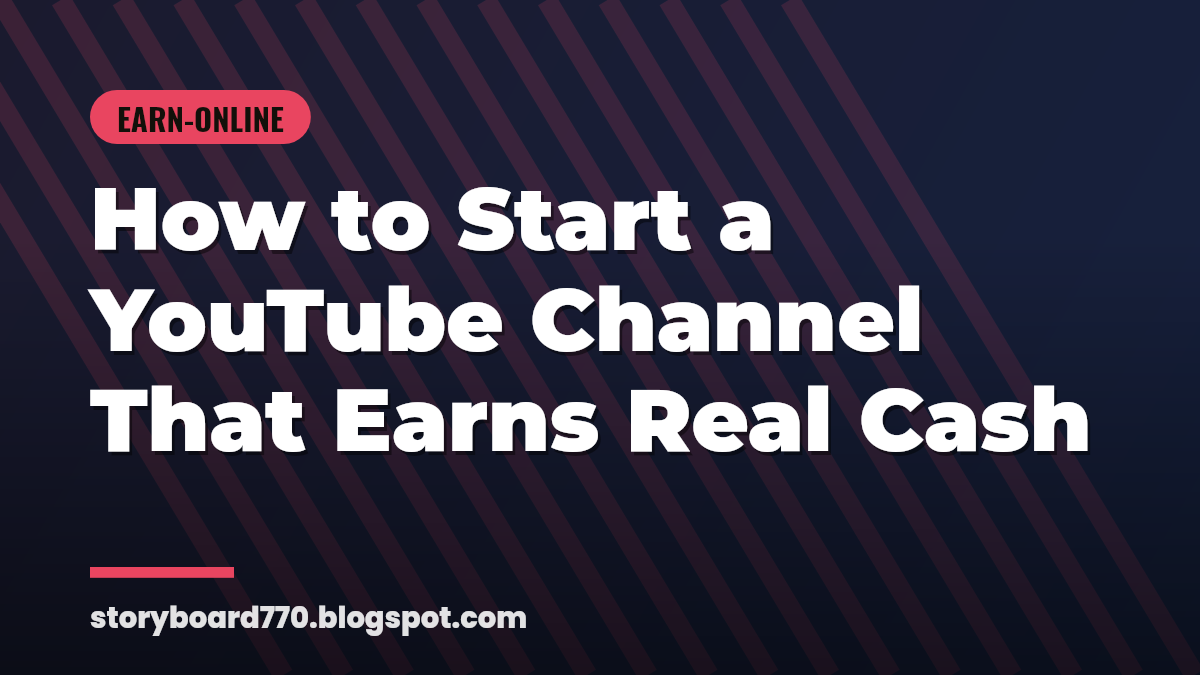 EARN-ONLINE
How to Start a
YouTube Channel
That Earns Real Cash
storyboard770.blogspot.com